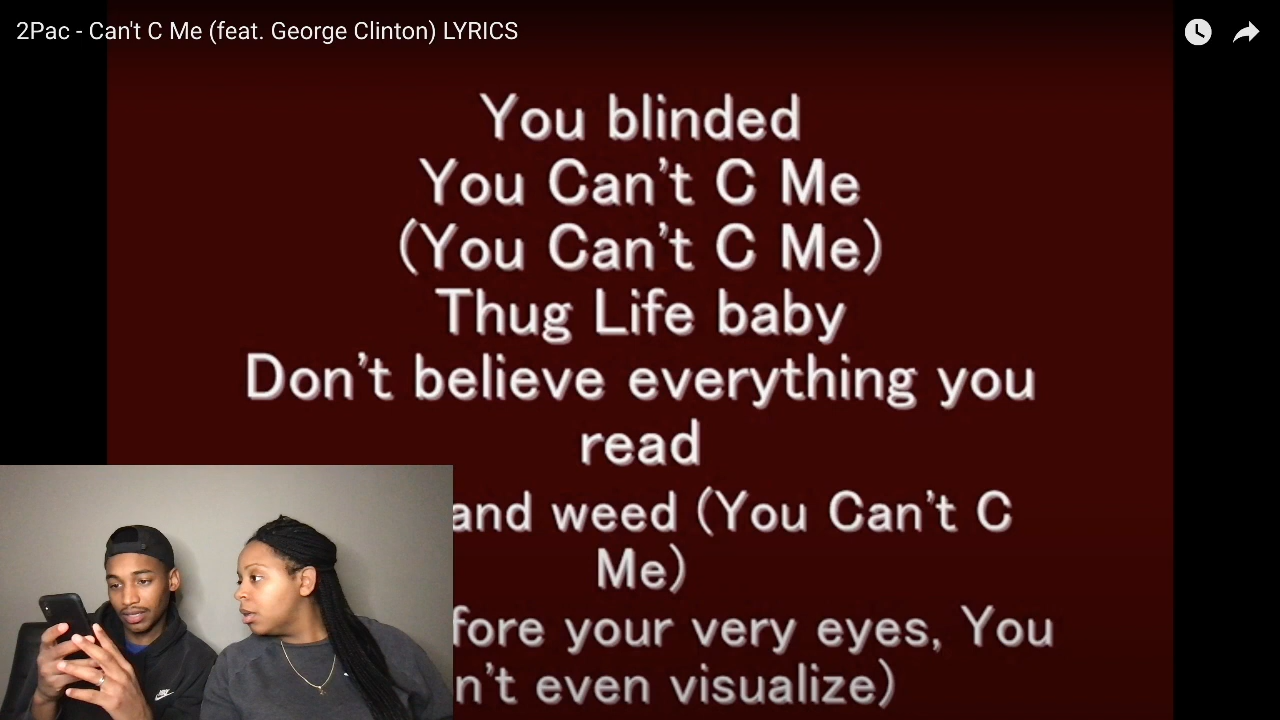 2Pac - Can't C Me (feat. George Clinton) LYRICS
You blinded
You Can't C Me
(You Can't C Me)
Thug Life baby
Don't believe everything you
read
and weed (You Can't C
Me)
fore your very eyes, You
n't even visualize)